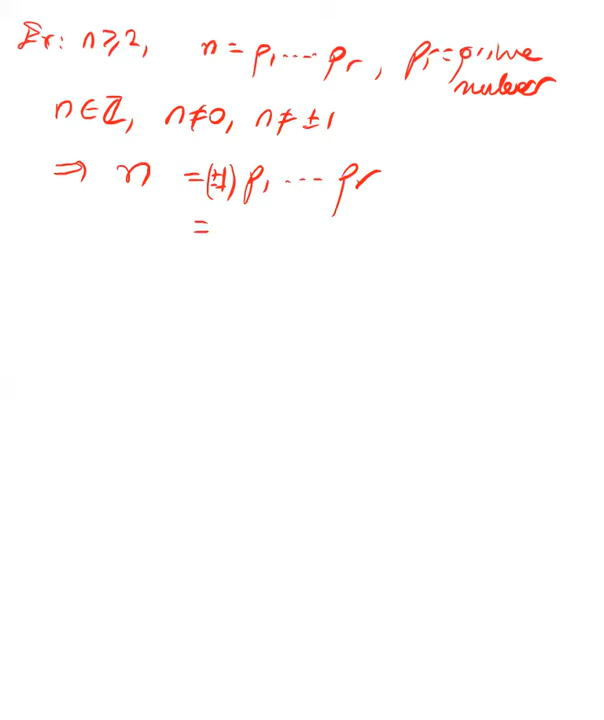 Ex: n ≥ 2, n = p₁ ... pᵣ, pᵢ = prime
number
n ∈ ℤ, n ≠ 0, n ≠ ±1
⇒ n = (±1) p₁ ... pᵣ
=